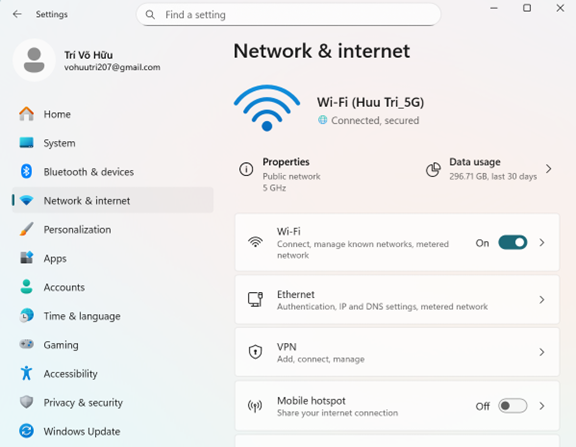 Settings
Find a setting
Trí Võ Hữu
vohuutri207@gmail.com
Home
System
Bluetooth & devices
Network & internet
Personalization
Apps
Accounts
Time & language
Gaming
Accessibility
Privacy & security
Windows Update
Network & internet
Wi-Fi (Huu Tri_5G)
Connected, secured
Properties
Public network
5 GHz
Data usage
296.71 GB, last 30 days
Wi-Fi
Connect, manage known networks, metered
network
On
Ethernet
Authentication, IP and DNS settings, metered network
VPN
Add, connect, manage
Mobile hotspot
Share your internet connection
Off